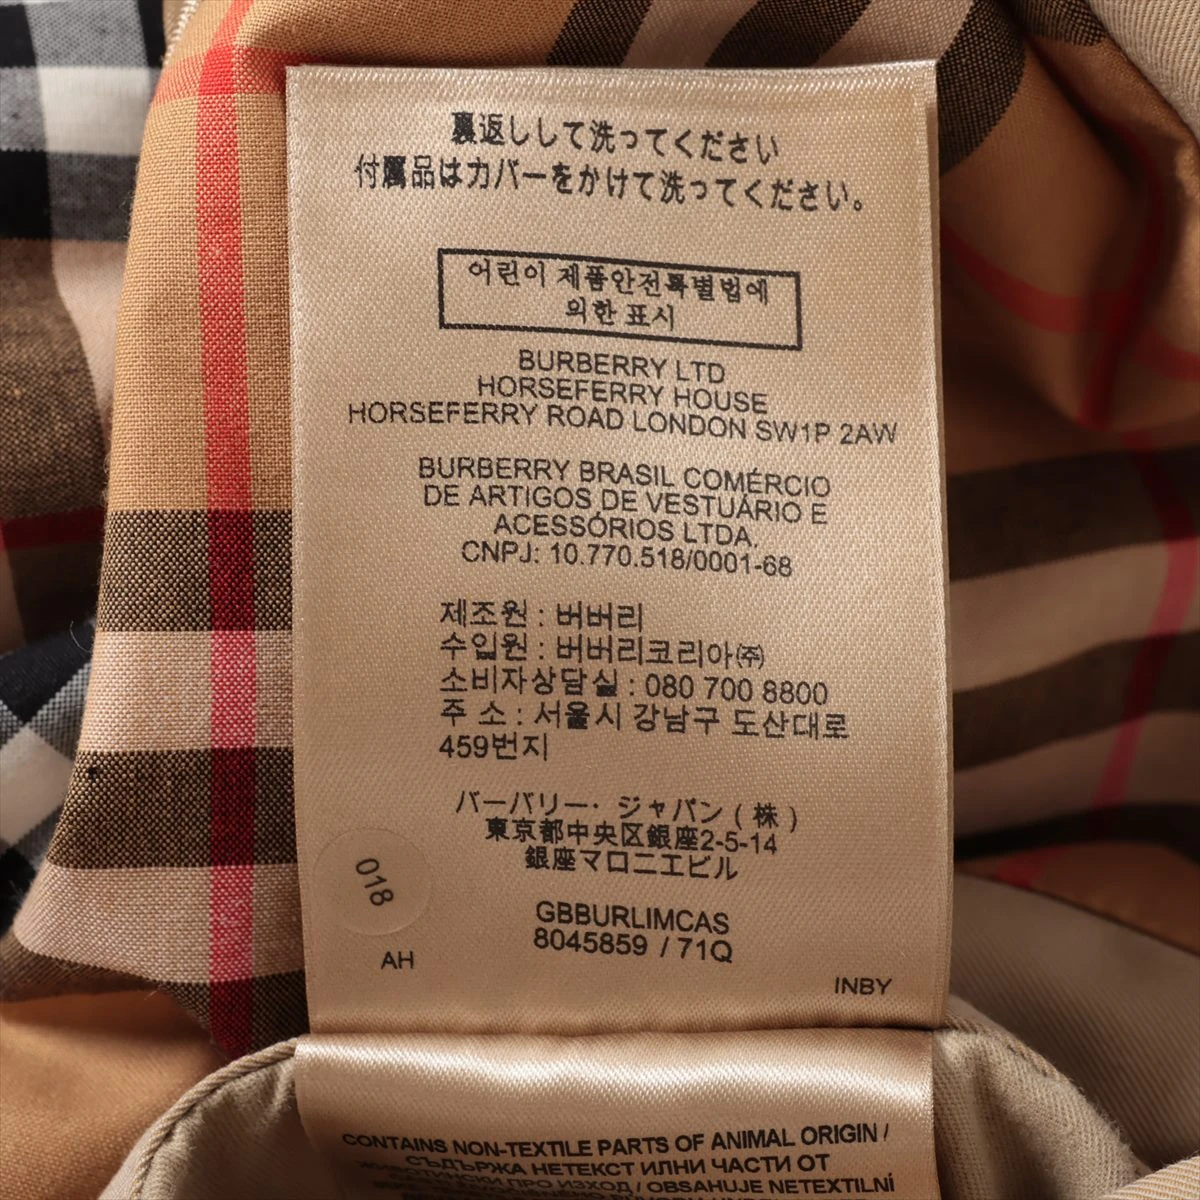 裏返しして洗ってください
付属品はカバーをかけて洗ってください。
어린이 제품안전특별법에
의한 표시
BURBERRY LTD
HORSEFERRY HOUSE
HORSEFERRY ROAD LONDON SW1P 2AW
BURBERRY BRASIL COMÉRCIO
DE ARTIGOS DE VESTUÁRIO E
ACESSÓRIOS LTDA.
CNPJ: 10.770.518/0001-68
제조원 : 버버리
수입원 : 버버리코리아㈜
소비자상담실 : 080 700 8800
주 소 : 서울시 강남구 도산대로
459번지
バーバリー・ジャパン(株)
東京都中央区銀座2-5-14
銀座マロニエビル
018
GBBURLIMCAS
8045859 / 71Q
AH
INBY
CONTAINS NON-TEXTILE PARTS OF ANIMAL ORIGIN /
СЪДЪРЖА НЕТЕКСТИЛНИ ЧАСТИ ОТ
ЖИВОТИНСКИ ПРОИЗХОД / OBSAHUJE NETEXTILNÍ